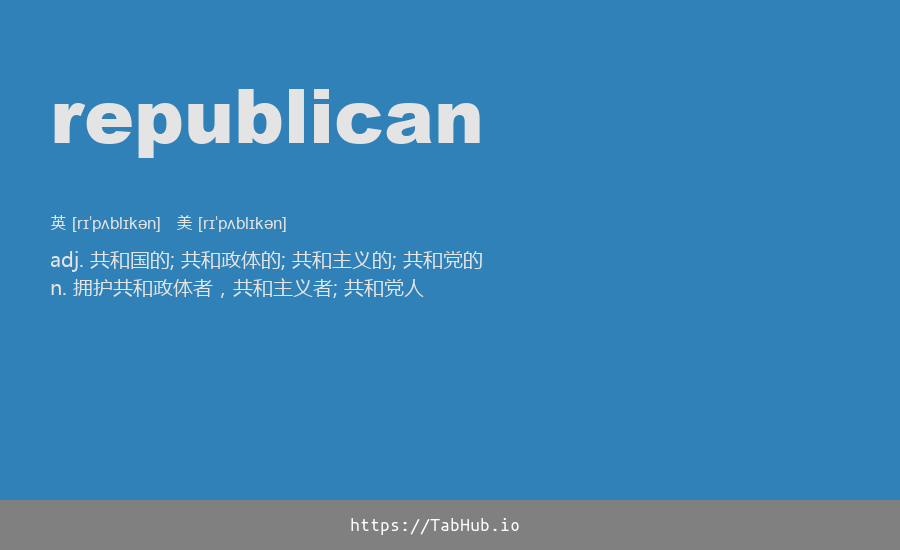 republican
英 [rɪˈpʌblɪkən] 美 [rɪˈpʌblɪkən]
adj. 共和国的; 共和政体的; 共和主义的; 共和党的
n. 拥护共和政体者，共和主义者; 共和党人
https://TabHub.io